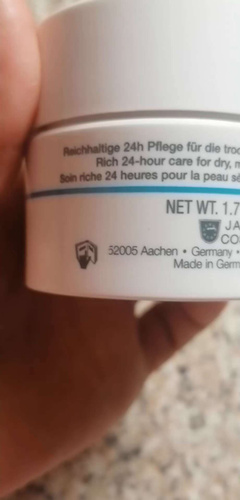 Reichhaltige 24h Pflege für die
Rich 24-hour care for dry,
Soin riche 24 heures pour la peau
NET WT. 1.7
52005 Aachen • Germany •
Made in